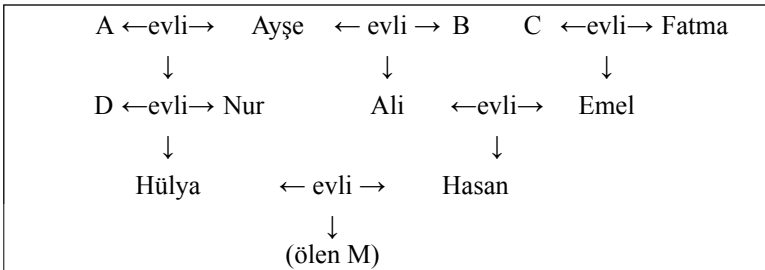 A ←evli→ Ayşe ← evli → B C ←evli→ Fatma
↓ ↓ ↓
D ←evli→ Nur Ali ←evli→ Emel
↓ ↓
Hülya ← evli → Hasan
↓
(ölen M)